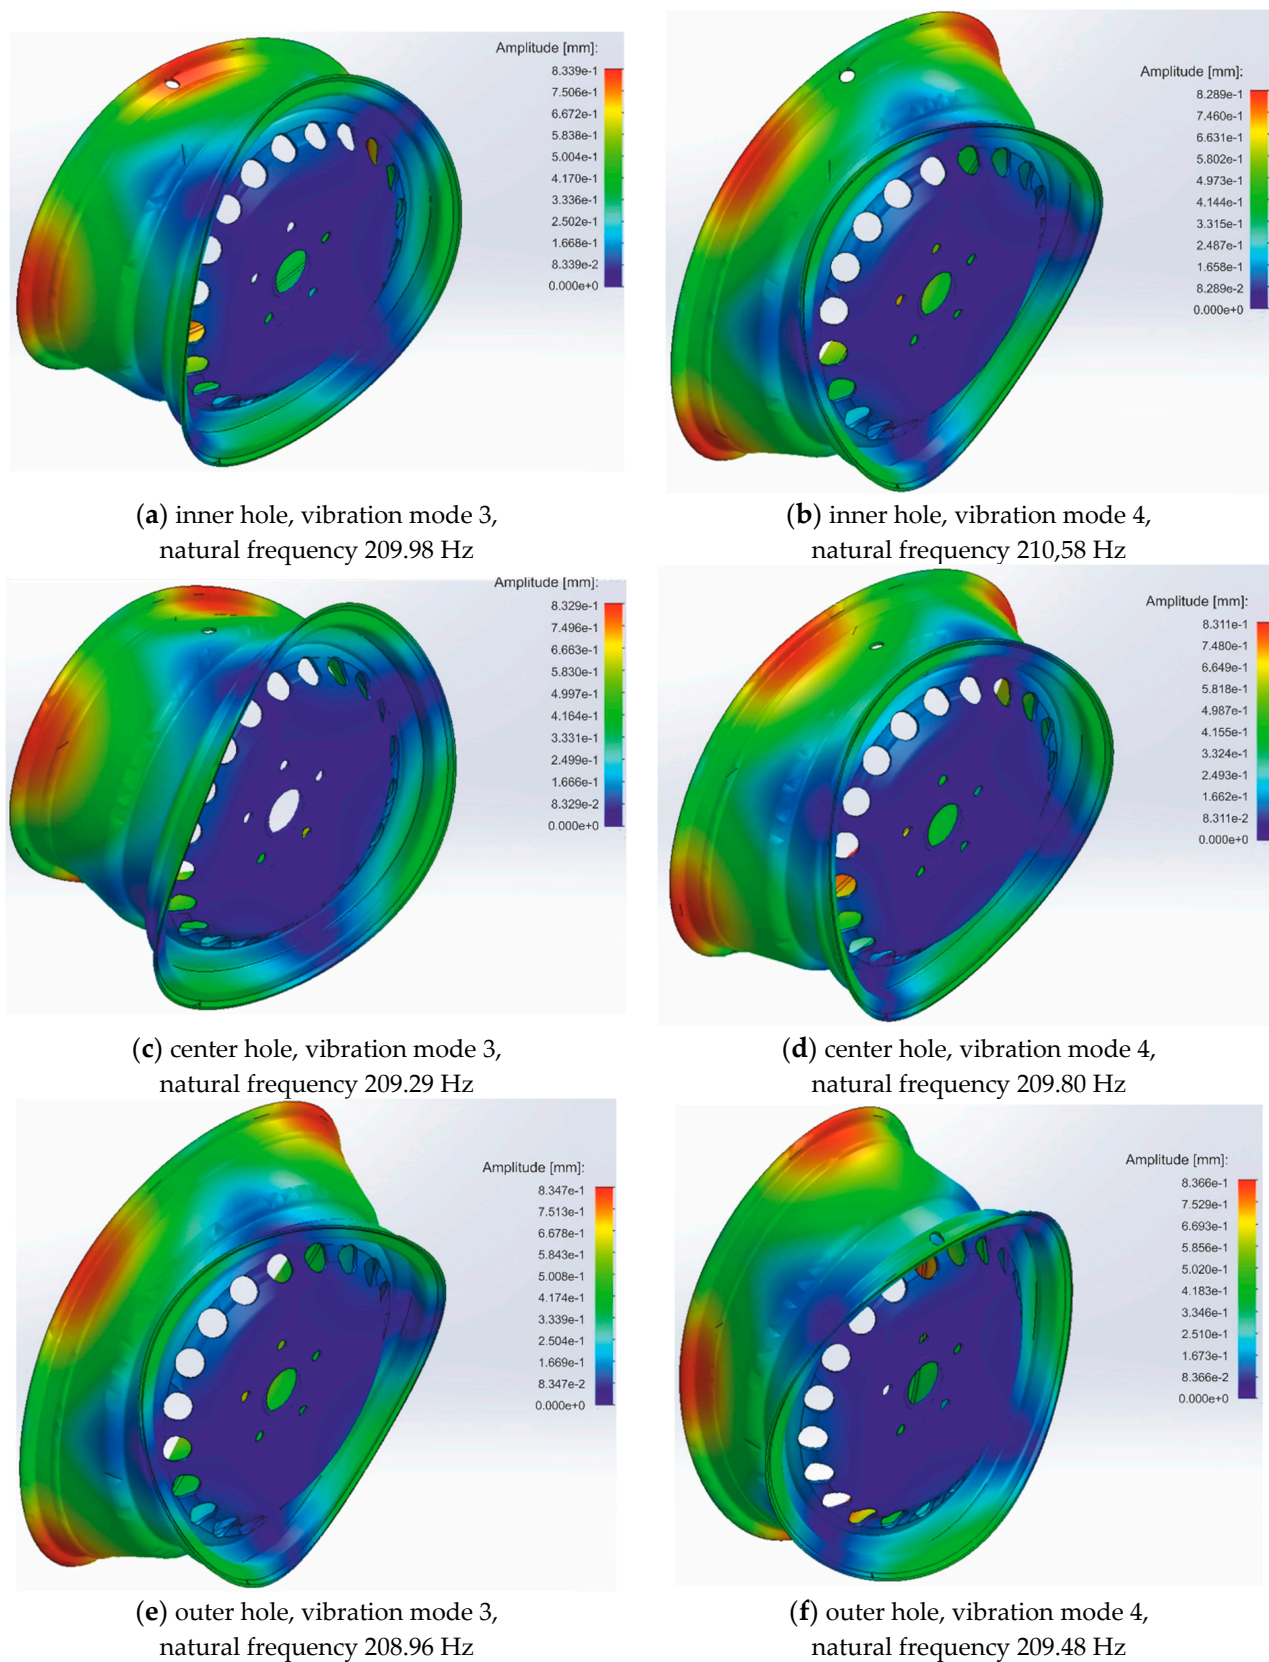 Amplitude [mm]:
8.339e-1
7.506e-1
6.672e-1
5.838e-1
5.004e-1
4.170e-1
3.336e-1
2.502e-1
1.668e-1
8.339e-2
0.000e+0
(a) inner hole, vibration mode 3,
natural frequency 209.98 Hz
Amplitude [mm]:
8.289e-1
7.460e-1
6.631e-1
5.802e-1
4.973e-1
4.144e-1
3.315e-1
2.487e-1
1.658e-1
8.289e-2
0.000e+0
(b) inner hole, vibration mode 4,
natural frequency 210,58 Hz
Amplitude [mm]:
8.329e-1
7.496e-1
6.663e-1
5.830e-1
4.997e-1
4.164e-1
3.331e-1
2.499e-1
1.666e-1
8.329e-2
0.000e+0
(c) center hole, vibration mode 3,
natural frequency 209.29 Hz
Amplitude [mm]:
8.311e-1
7.480e-1
6.649e-1
5.818e-1
4.987e-1
4.155e-1
3.324e-1
2.493e-1
1.662e-1
8.311e-2
0.000e+0
(d) center hole, vibration mode 4,
natural frequency 209.80 Hz
Amplitude [mm]:
8.347e-1
7.513e-1
6.678e-1
5.843e-1
5.008e-1
4.174e-1
3.339e-1
2.504e-1
1.669e-1
8.347e-2
0.000e+0
(e) outer hole, vibration mode 3,
natural frequency 208.96 Hz
Amplitude [mm]:
8.366e-1
7.529e-1
6.693e-1
5.856e-1
5.020e-1
4.183e-1
3.346e-1
2.510e-1
1.673e-1
8.366e-2
0.000e+0
(f) outer hole, vibration mode 4,
natural frequency 209.48 Hz